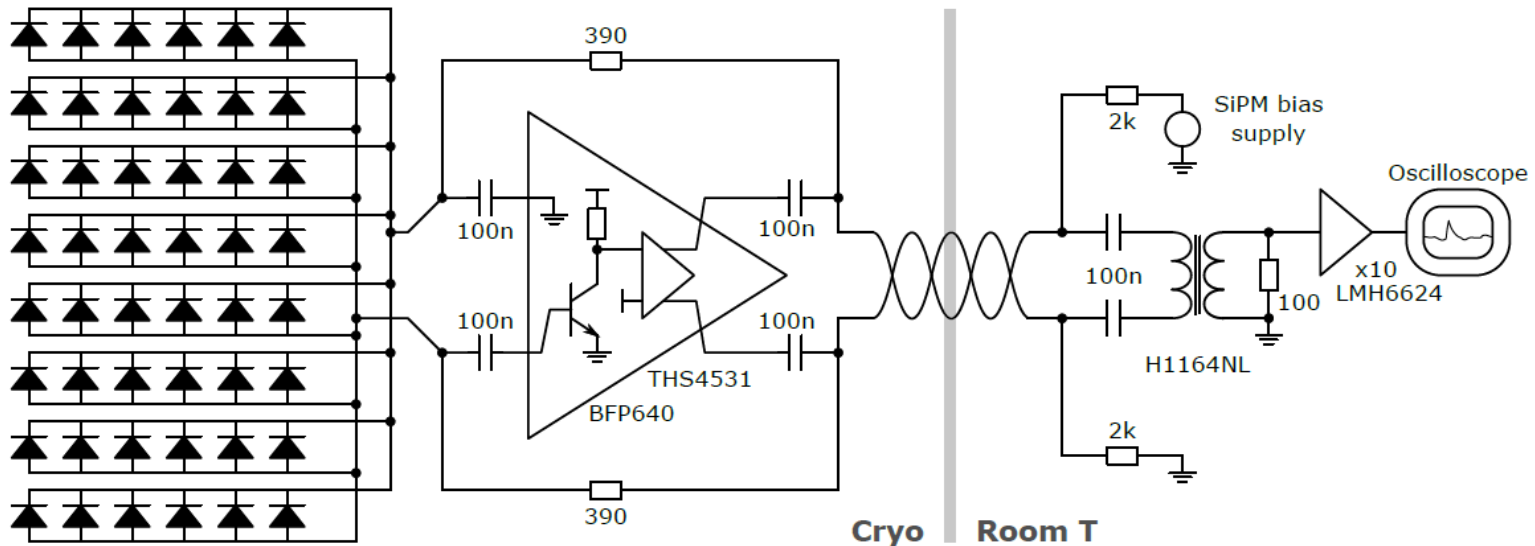 390
100n
100n
100n
100n
THS4531
BFP640
390
Cryo
Room T
2k
SiPM bias
supply
100n
100
x10
LMH6624
Oscilloscope
H1164NL
2k